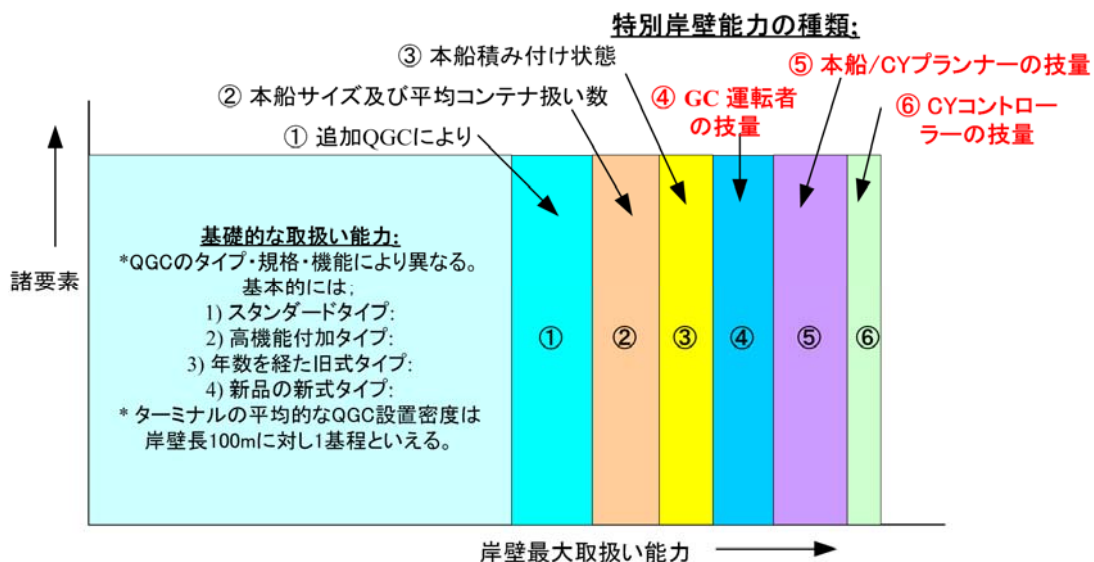 特別岸壁能力の種類:
③ 本船積み付け状態
⑤ 本船/CYプランナーの技量
② 本船サイズ及び平均コンテナ扱い数
④ GC 運転者
の技量
⑥ CYコントロー
ラーの技量
① 追加QGCにより
諸要素
基礎的な取扱い能力:
*QGCのタイプ・規格・機能により異なる。
基本的には;
1) スタンダードタイプ:
2) 高機能付加タイプ:
3) 年数を経た旧式タイプ:
4) 新品の新式タイプ:
* ターミナルの平均的なQGC設置密度は
岸壁長100mに対し1基程といえる。
① ② ③ ④ ⑤ ⑥
岸壁最大取扱い能力